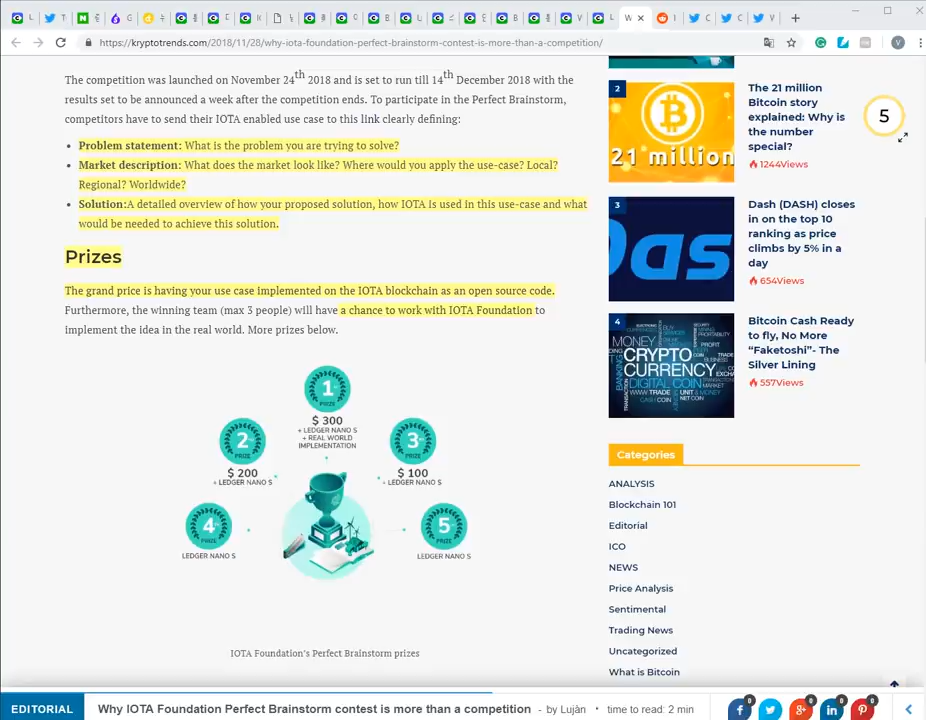 https://kryptotrends.com/2018/11/28/why-iota-foundation-perfect-brainstorm-contest-is-more-than-a-competition/
The competition was launched on November 24th 2018 and is set to run till 14th December 2018 with the
results set to be announced a week after the competition ends. To participate in the Perfect Brainstorm,
competitors have to send their IOTA enabled use case to this link clearly defining:
Problem statement: What is the problem you are trying to solve?
Market description: What does the market look like? Where would you apply the use-case? Local?
Regional? Worldwide?
Solution:A detailed overview of how your proposed solution, how IOTA is used in this use-case and what
would be needed to achieve this solution.
Prizes
The grand price is having your use case implemented on the IOTA blockchain as an open source code.
Furthermore, the winning team (max 3 people) will have a chance to work with IOTA Foundation to
implement the idea in the real world. More prizes below.
1
PRIZE
$ 300
+ LEDGER NANO S
+ REAL WORLD
IMPLEMENTATION
2
PRIZE
$ 200
+ LEDGER NANO S
3
PRIZE
$ 100
+ LEDGER NANO S
4
PRIZE
LEDGER NANO S
5
PRIZE
LEDGER NANO S
IOTA Foundation's Perfect Brainstorm prizes
2
21 million
The 21 million
Bitcoin story
explained: Why is
the number
special?
1244Views
5
3
Das
Dash (DASH) closes
in on the top 10
ranking as price
climbs by 5% in a
day
654Views
4
MONEY
CRYPTO
CURRENCY
DIGITAL COIN
Bitcoin Cash Ready
to fly, No More
“Faketoshi”- The
Silver Lining
557Views
Categories
ANALYSIS
Blockchain 101
Editorial
ICO
NEWS
Price Analysis
Sentimental
Trading News
Uncategorized
What is Bitcoin
EDITORIAL
Why IOTA Foundation Perfect Brainstorm contest is more than a competition - by Luján • time to read: 2 min
0 0 0 0 0